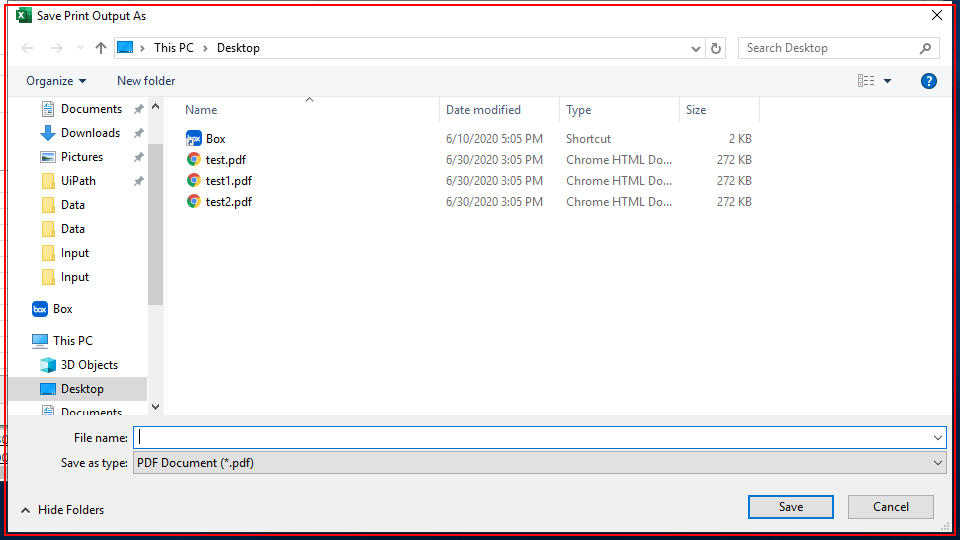 Save Print Output As
This PC > Desktop
Search Desktop
Organize
New folder
Name Date modified Type Size
Documents
Downloads
Pictures
UiPath
Data
Data
Input
Input
Box
This PC
3D Objects
Desktop
Documents
Box 6/10/2020 5:05 PM Shortcut 2 KB
test.pdf 6/30/2020 3:05 PM Chrome HTML Do... 272 KB
test1.pdf 6/30/2020 3:05 PM Chrome HTML Do... 272 KB
test2.pdf 6/30/2020 3:05 PM Chrome HTML Do... 272 KB
File name:
Save as type: PDF Document (*.pdf)
Hide Folders
Save
Cancel